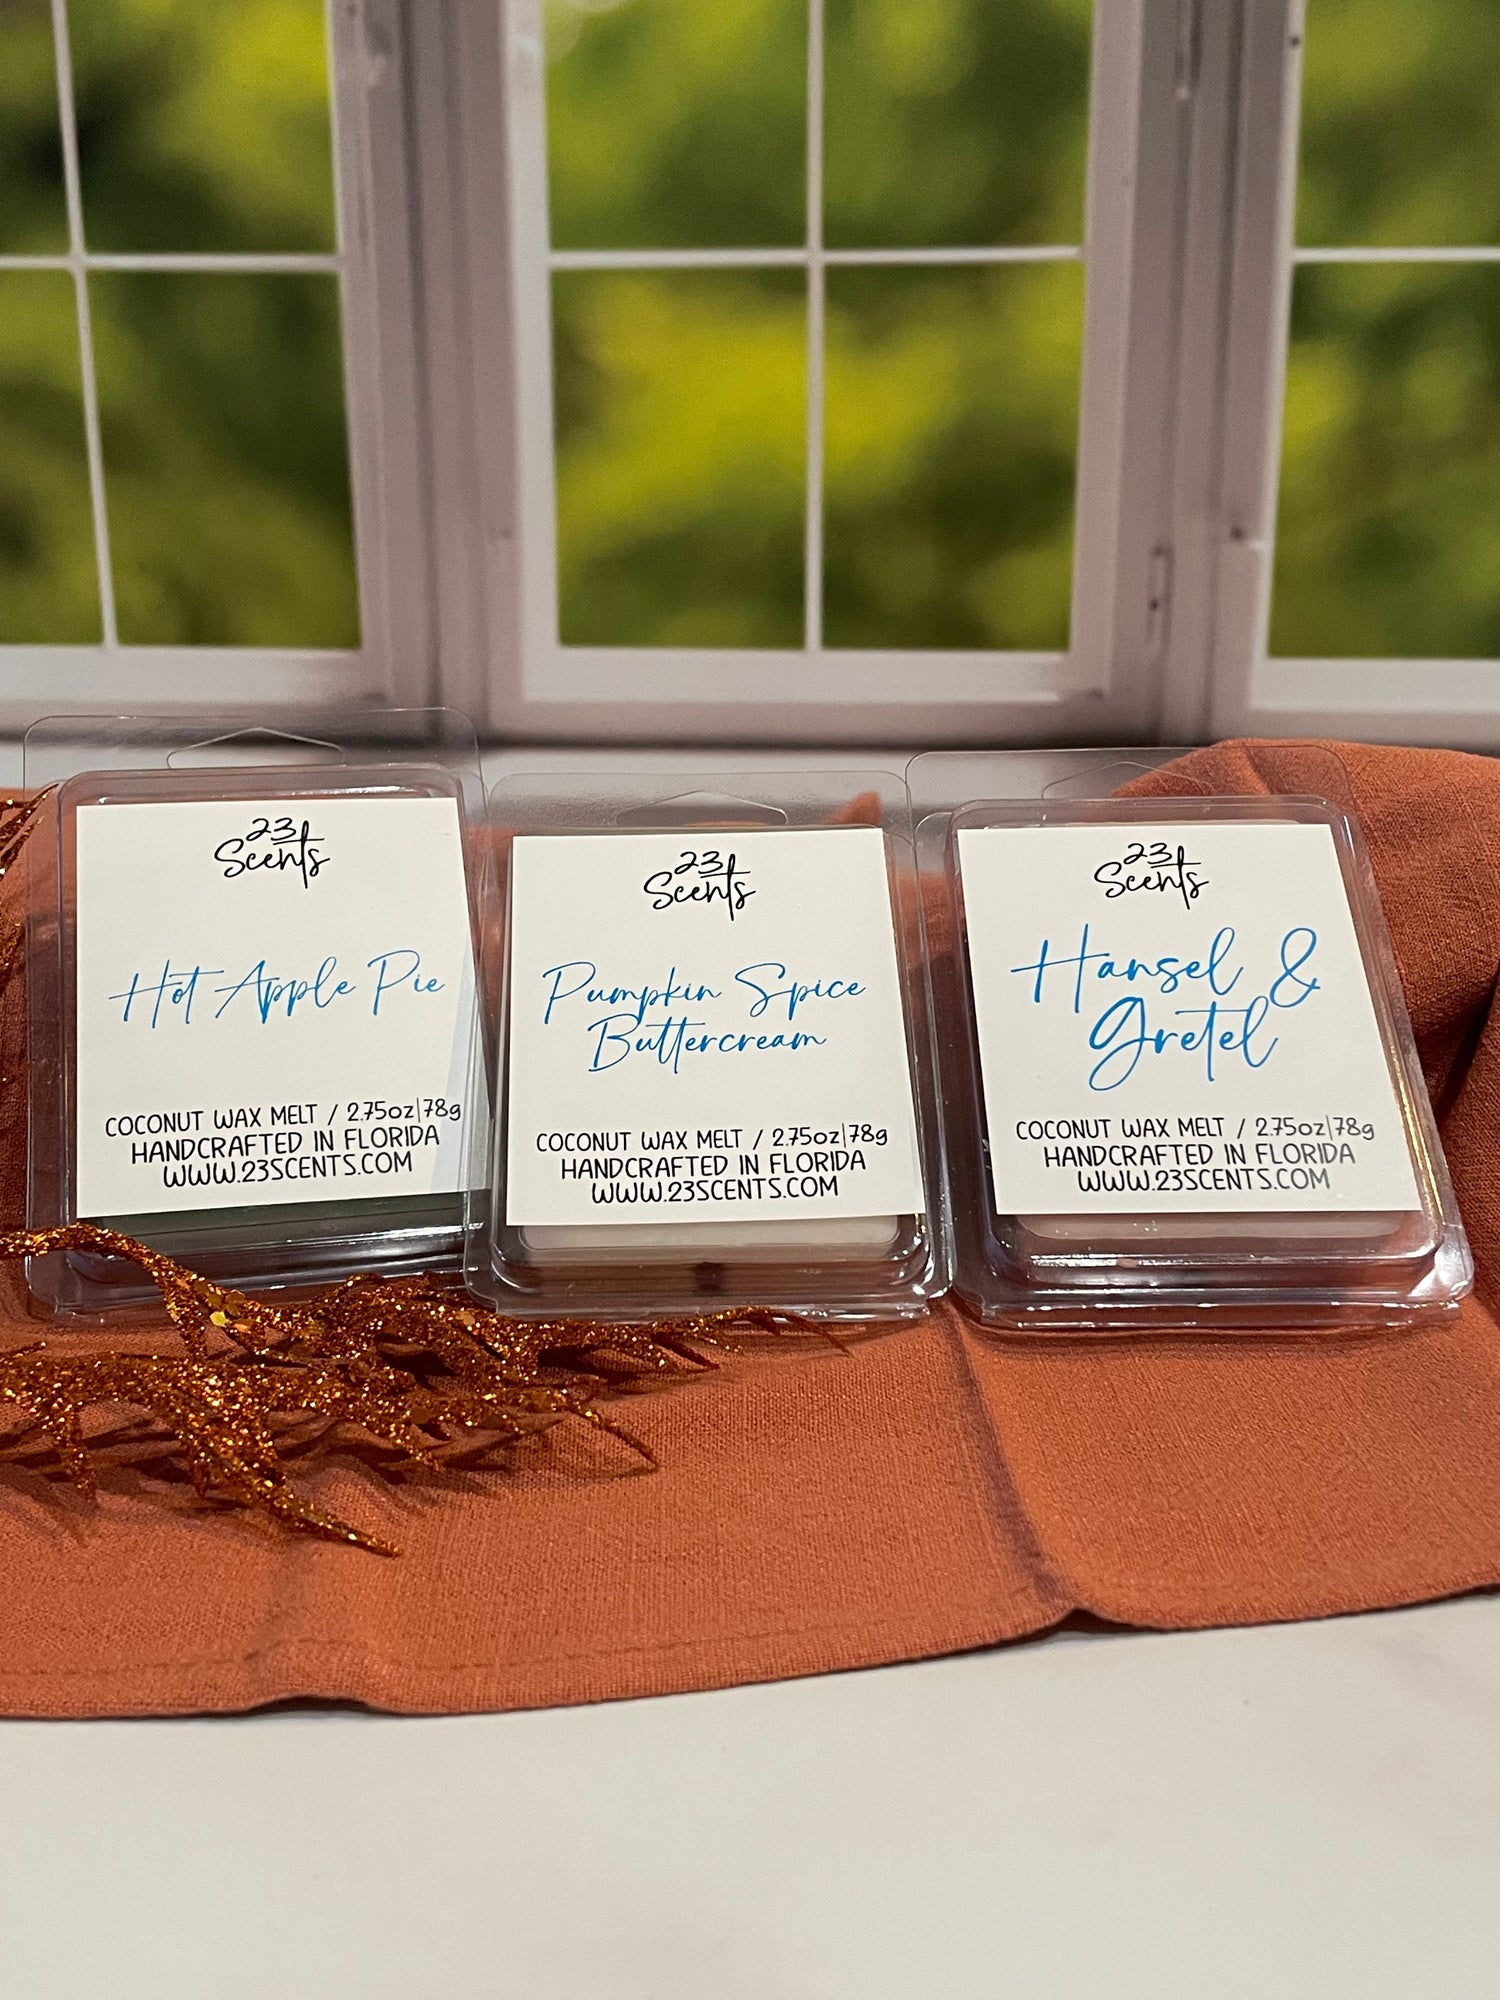 23
Scents
Hot Apple Pie
COCONUT WAX MELT / 2.75oz|78g
HANDCRAFTED IN FLORIDA
WWW.23SCENTS.COM
23
Scents
Pumpkin Spice
Buttercream
COCONUT WAX MELT / 2.75oz|78g
HANDCRAFTED IN FLORIDA
WWW.23SCENTS.COM
23
Scents
Hansel &
Gretel
COCONUT WAX MELT / 2.75oz|78g
HANDCRAFTED IN FLORIDA
WWW.23SCENTS.COM